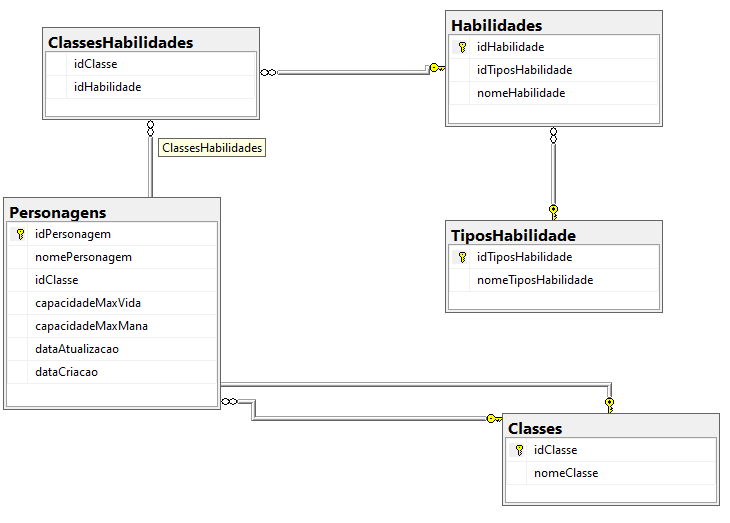 ClassesHabilidades
idClasse
idHabilidade
Habilidades
idHabilidade
idTiposHabilidade
nomeHabilidade
ClassesHabilidades
Personagens
idPersonagem
nomePersonagem
idClasse
capacidadeMaxVida
capacidadeMaxMana
dataAtualizacao
dataCriacao
TiposHabilidade
idTiposHabilidade
nomeTiposHabilidade
Classes
idClasse
nomeClasse